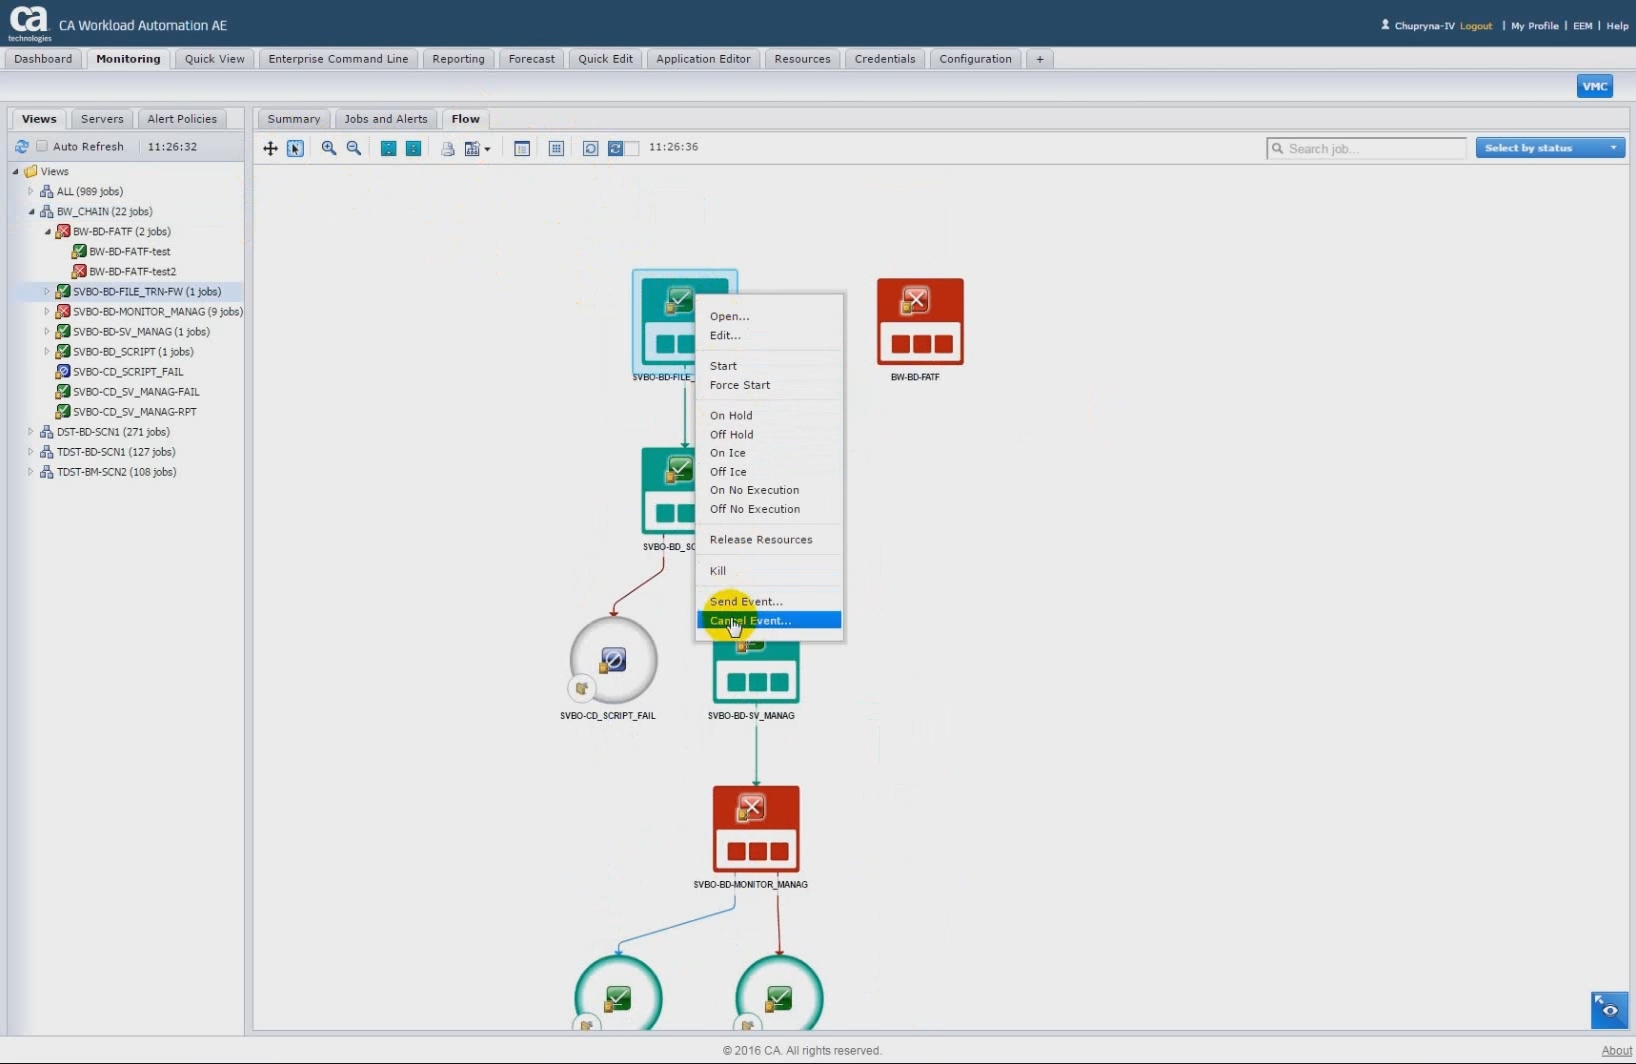 ca
technologies
CA Workload Automation AE
Chupryna-IV Logout | My Profile | EEM | Help
Dashboard
Monitoring
Quick View
Enterprise Command Line
Reporting
Forecast
Quick Edit
Application Editor
Resources
Credentials
Configuration
+
VMC
Views
Servers
Alert Policies
Auto Refresh
11:26:32
Views
ALL (989 jobs)
BW_CHAIN (22 jobs)
BW-BD-FATF (2 jobs)
BW-BD-FATF-test
BW-BD-FATF-test2
SVBO-BD-FILE_TRN-FW (1 jobs)
SVBO-BD-MONITOR_MANAG (9 jobs)
SVBO-BD-SV_MANAG (1 jobs)
SVBO-BD_SCRIPT (1 jobs)
SVBO-CD_SCRIPT_FAIL
SVBO-CD_SV_MANAG-FAIL
SVBO-CD_SV_MANAG-RPT
DST-BD-SCN1 (271 jobs)
TDST-BD-SCN1 (127 jobs)
TDST-BM-SCN2 (108 jobs)
Summary
Jobs and Alerts
Flow
11:26:36
Search job...
Select by status
SVBO-BD-FILE_
BW-BD-FATF
SVBO-BD_SC
Open...
Edit...
Start
Force Start
On Hold
Off Hold
On Ice
Off Ice
On No Execution
Off No Execution
Release Resources
Kill
Send Event...
Cancel Event...
SVBO-CD_SCRIPT_FAIL
SVBO-BD-SV_MANAG
SVBO-BD-MONITOR_MANAG
© 2016 CA. All rights reserved.
About